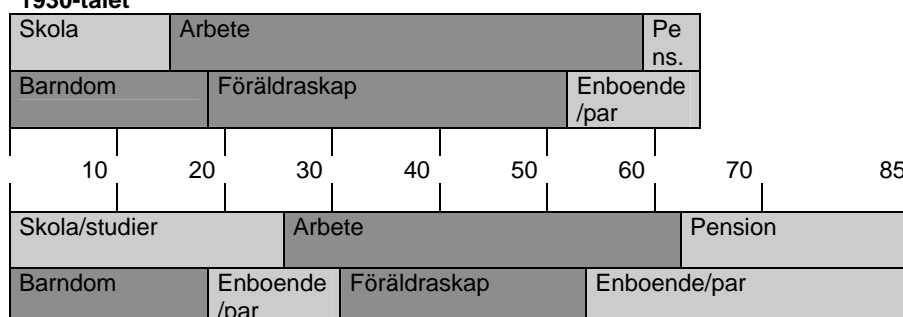 1930-talet
Skola Arbete Pe
ns.
Barndom Föräldraskap Enboende
/par
10 20 30 40 50 60 70 85
Skola/studier Arbete Pension
Barndom Enboende Föräldraskap Enboende/par
/par